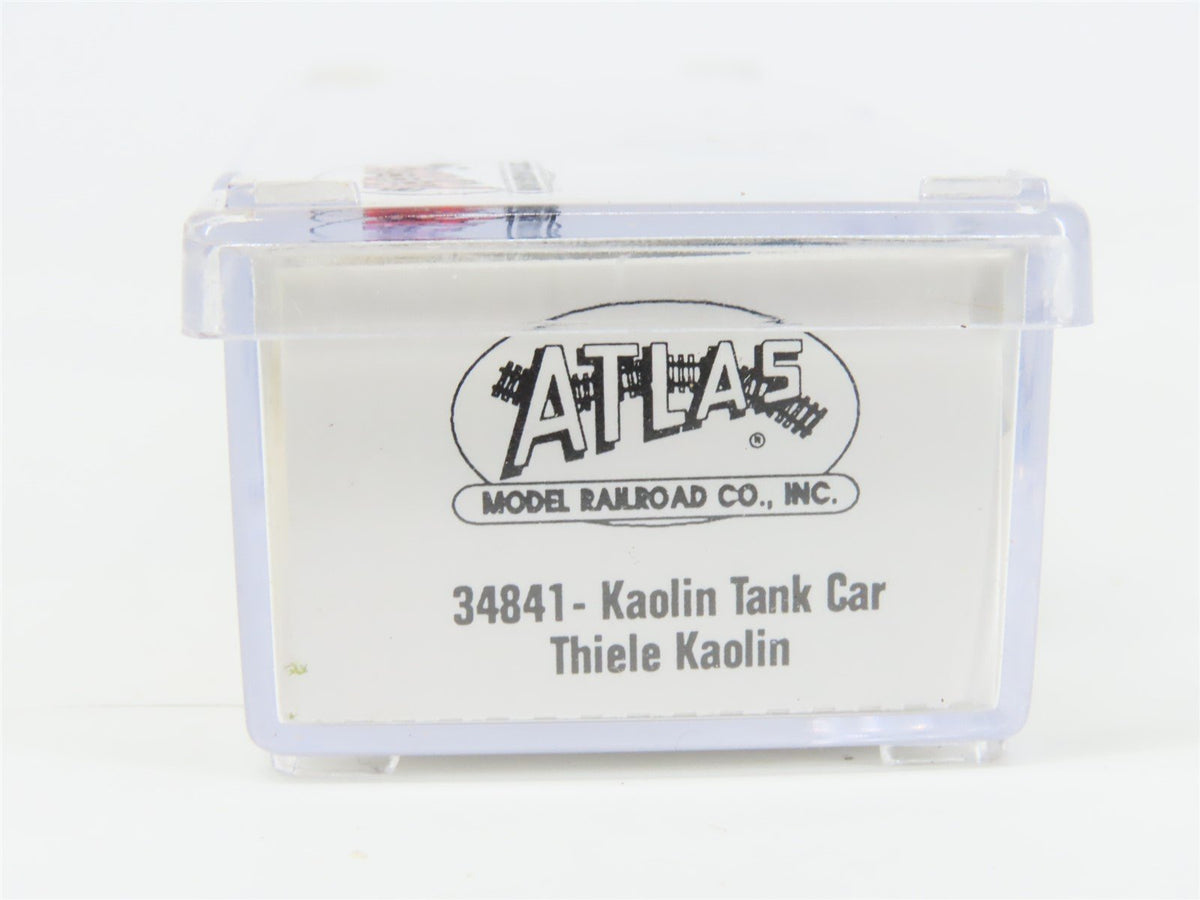 ATLAS
®
MODEL RAILROAD CO., INC.
34841- Kaolin Tank Car
Thiele Kaolin